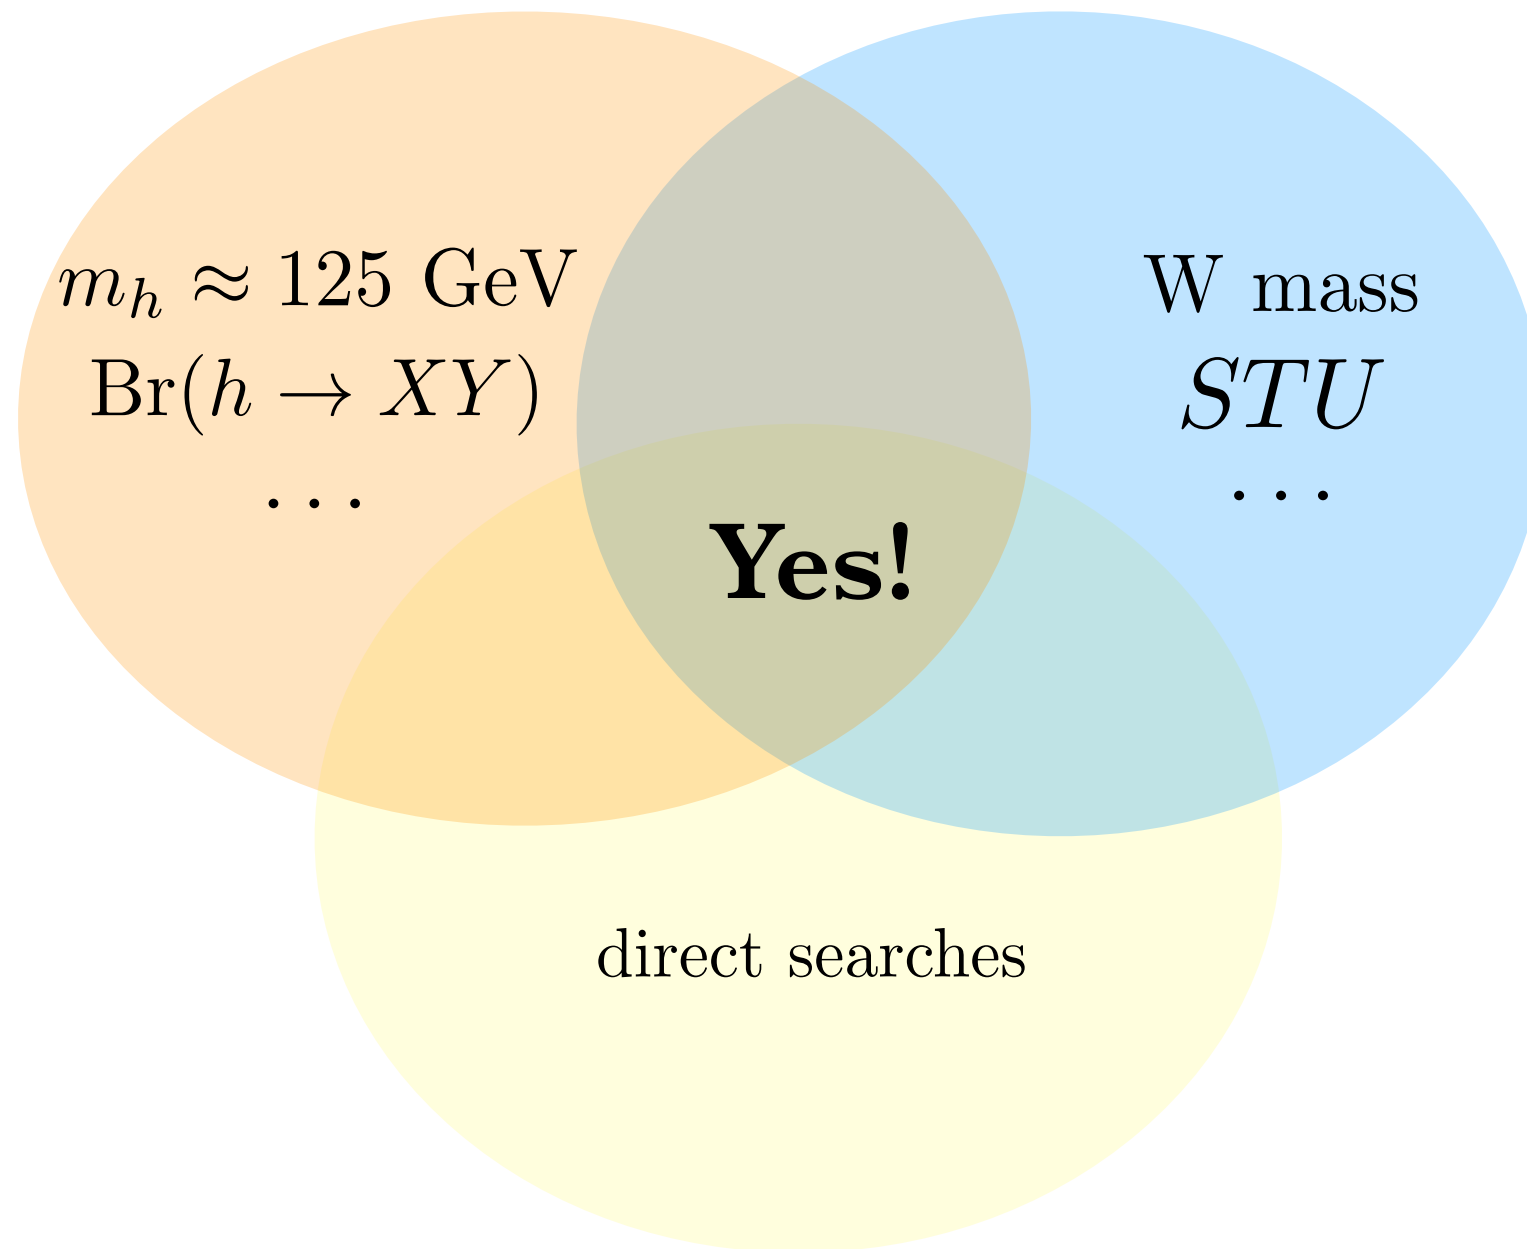 m_h ≈ 125 GeV
Br(h → XY)
...
W mass
STU
...
Yes!
direct searches